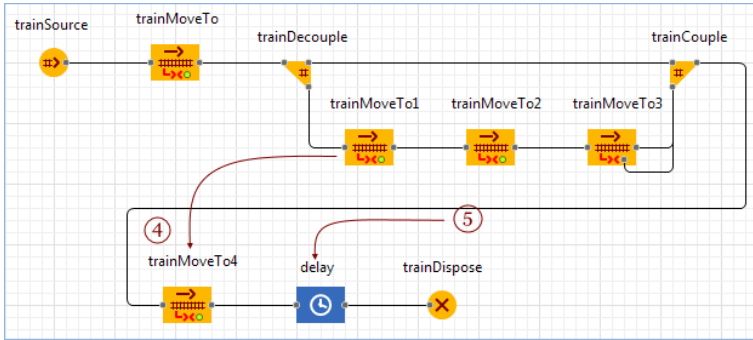 trainSource
trainMoveTo
trainDecouple
trainCouple
trainMoveTo1
trainMoveTo2
trainMoveTo3
④
⑤
trainMoveTo4
delay
trainDispose